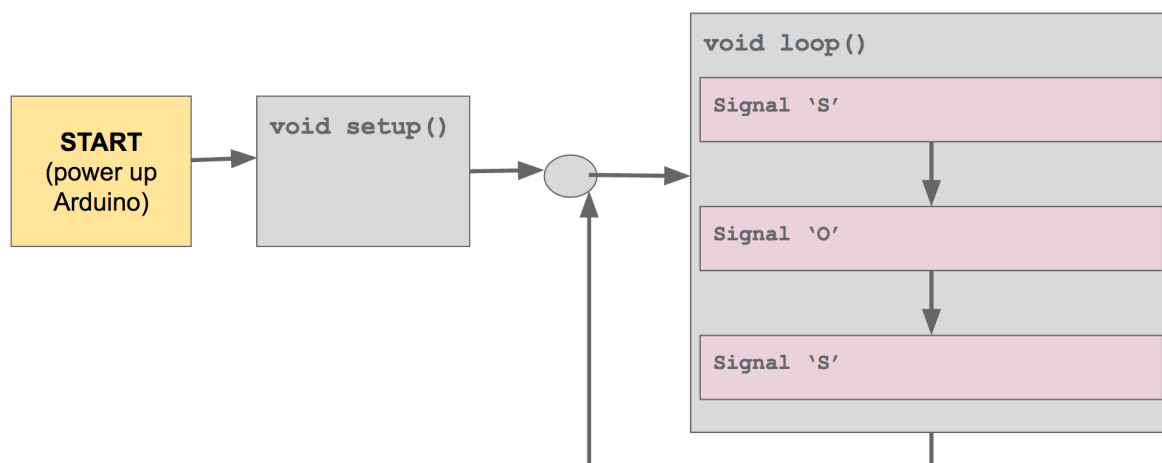 START
(power up
Arduino)
void setup()
void loop()
Signal ‘S’
Signal ‘O’
Signal ‘S’